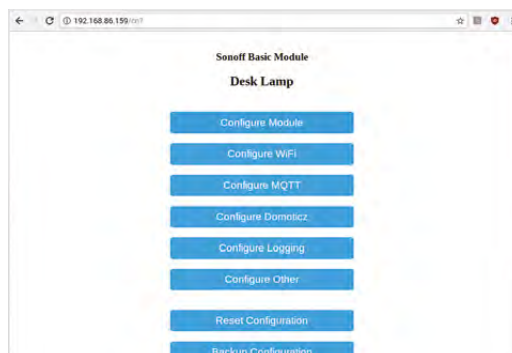 192.168.86.159/cn?
Sonoff Basic Module
Desk Lamp
Configure Module
Configure WiFi
Configure MQTT
Configure Domoticz
Configure Logging
Configure Other
Reset Configuration
Backup Configuration